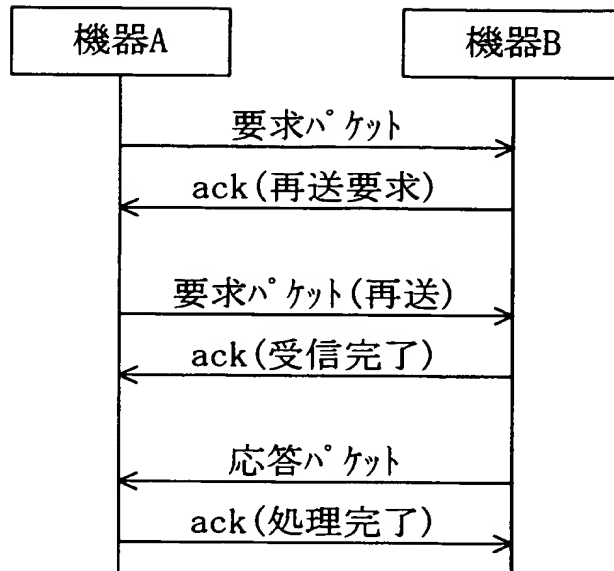 機器A
機器B
要求パケット
ack(再送要求)
要求パケット(再送)
ack(受信完了)
応答パケット
ack(処理完了)